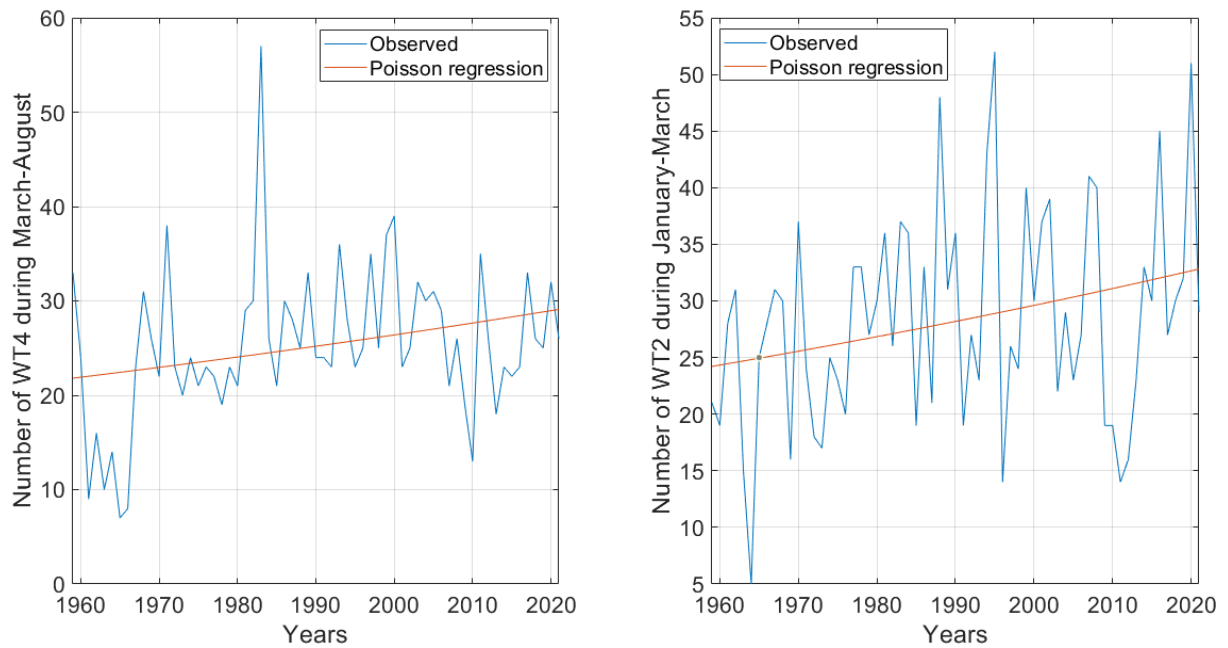 Number of WT4 during March-August
60
50
40
30
20
10
0
Observed
Poisson regression
1960 1970 1980 1990 2000 2010 2020
Years
Number of WT2 during January-March
55
50
45
40
35
30
25
20
15
10
5
Observed
Poisson regression
1960 1970 1980 1990 2000 2010 2020
Years